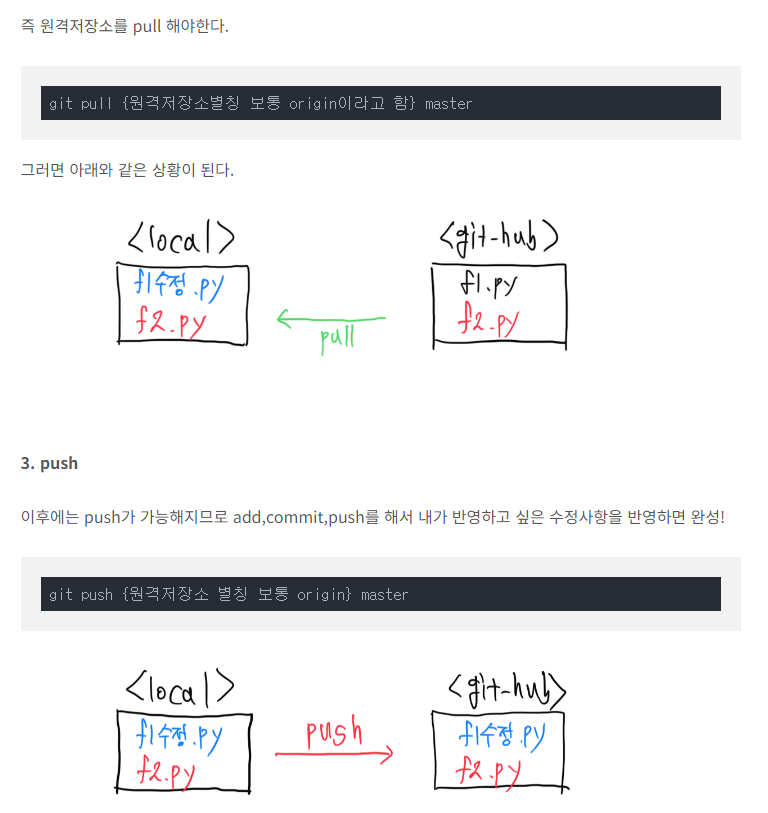 즉 원격저장소를 pull 해야한다.
git pull {원격저장소별칭 보통 origin이라고 함} master
그러면 아래와 같은 상황이 된다.
<local> <git-hub>
f1수정.py f1.py
f2.py f2.py
pull
3. push
이후에는 push가 가능해지므로 add,commit,push를 해서 내가 반영하고 싶은 수정사항을 반영하면 완성!
git push {원격저장소 별칭 보통 origin} master
<local> <git-hub>
f1수정.py push f1수정.py
f2.py f2.py